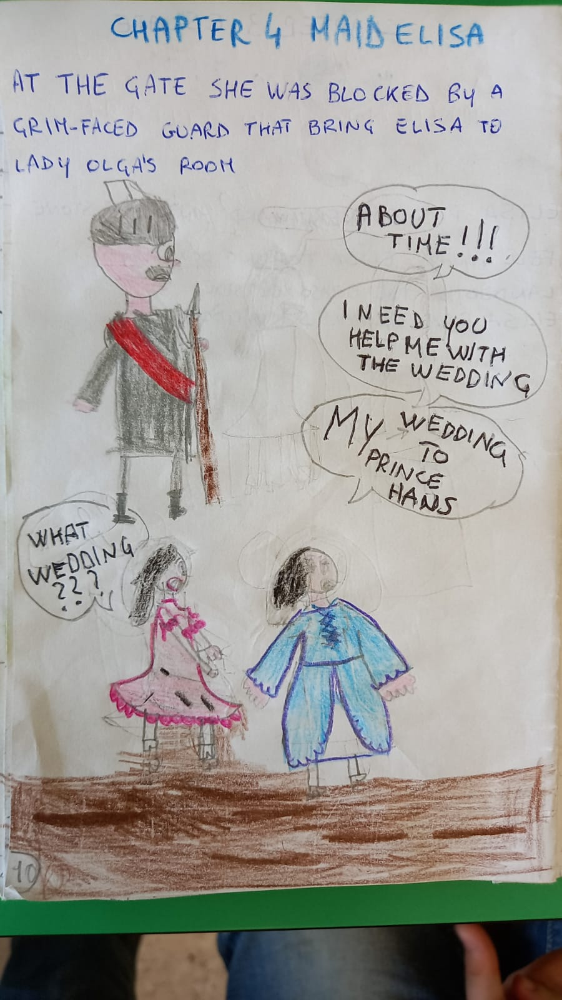 CHAPTER 4 MAID ELISA
AT THE GATE SHE WAS BLOCKED BY A
GRIM-FACED GUARD THAT BRING ELISA TO
LADY OLGA'S ROOM
ABOUT
TIME!!!
I NEED YOU
HELP ME WITH
THE WEDDING
MY WEDDING
TO
PRINCE
HANS
WHAT
WEDDING
???
10